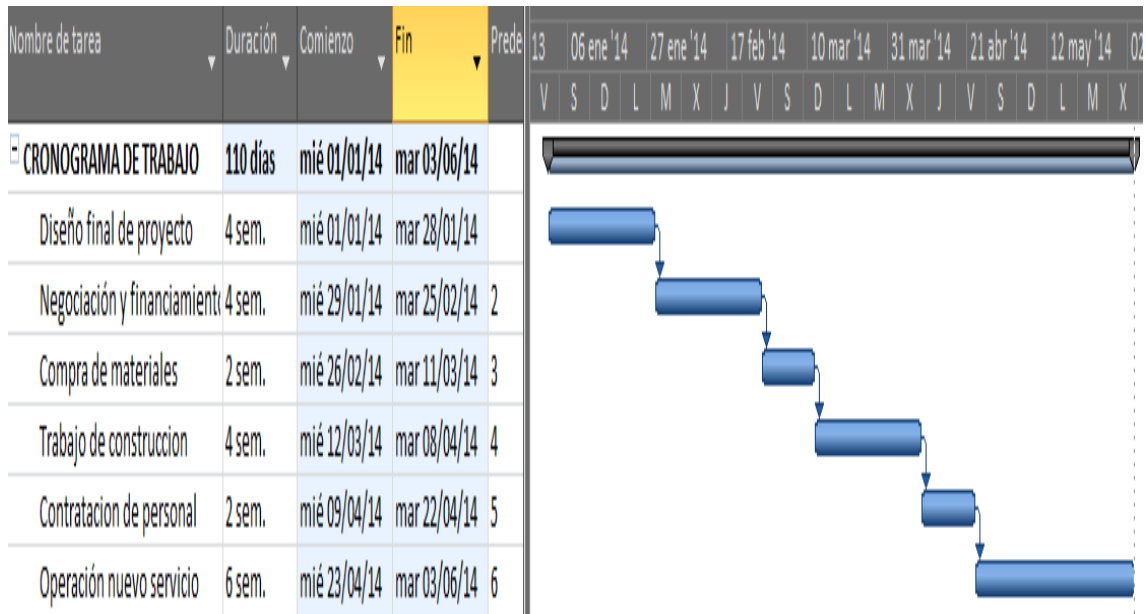 Nombre de tarea Duración Comienzo Fin Prede
13 06 ene '14 27 ene '14 17 feb '14 10 mar '14 31 mar '14 21 abr '14 12 may '14 02
V S D L M X J V S D L M X J V S D L M X
CRONOGRAMA DE TRABAJO 110 días mié 01/01/14 mar 03/06/14
Diseño final de proyecto 4 sem. mié 01/01/14 mar 28/01/14
Negociación y financiamient 4 sem. mié 29/01/14 mar 25/02/14 2
Compra de materiales 2 sem. mié 26/02/14 mar 11/03/14 3
Trabajo de construccion 4 sem. mié 12/03/14 mar 08/04/14 4
Contratacion de personal 2 sem. mié 09/04/14 mar 22/04/14 5
Operación nuevo servicio 6 sem. mié 23/04/14 mar 03/06/14 6